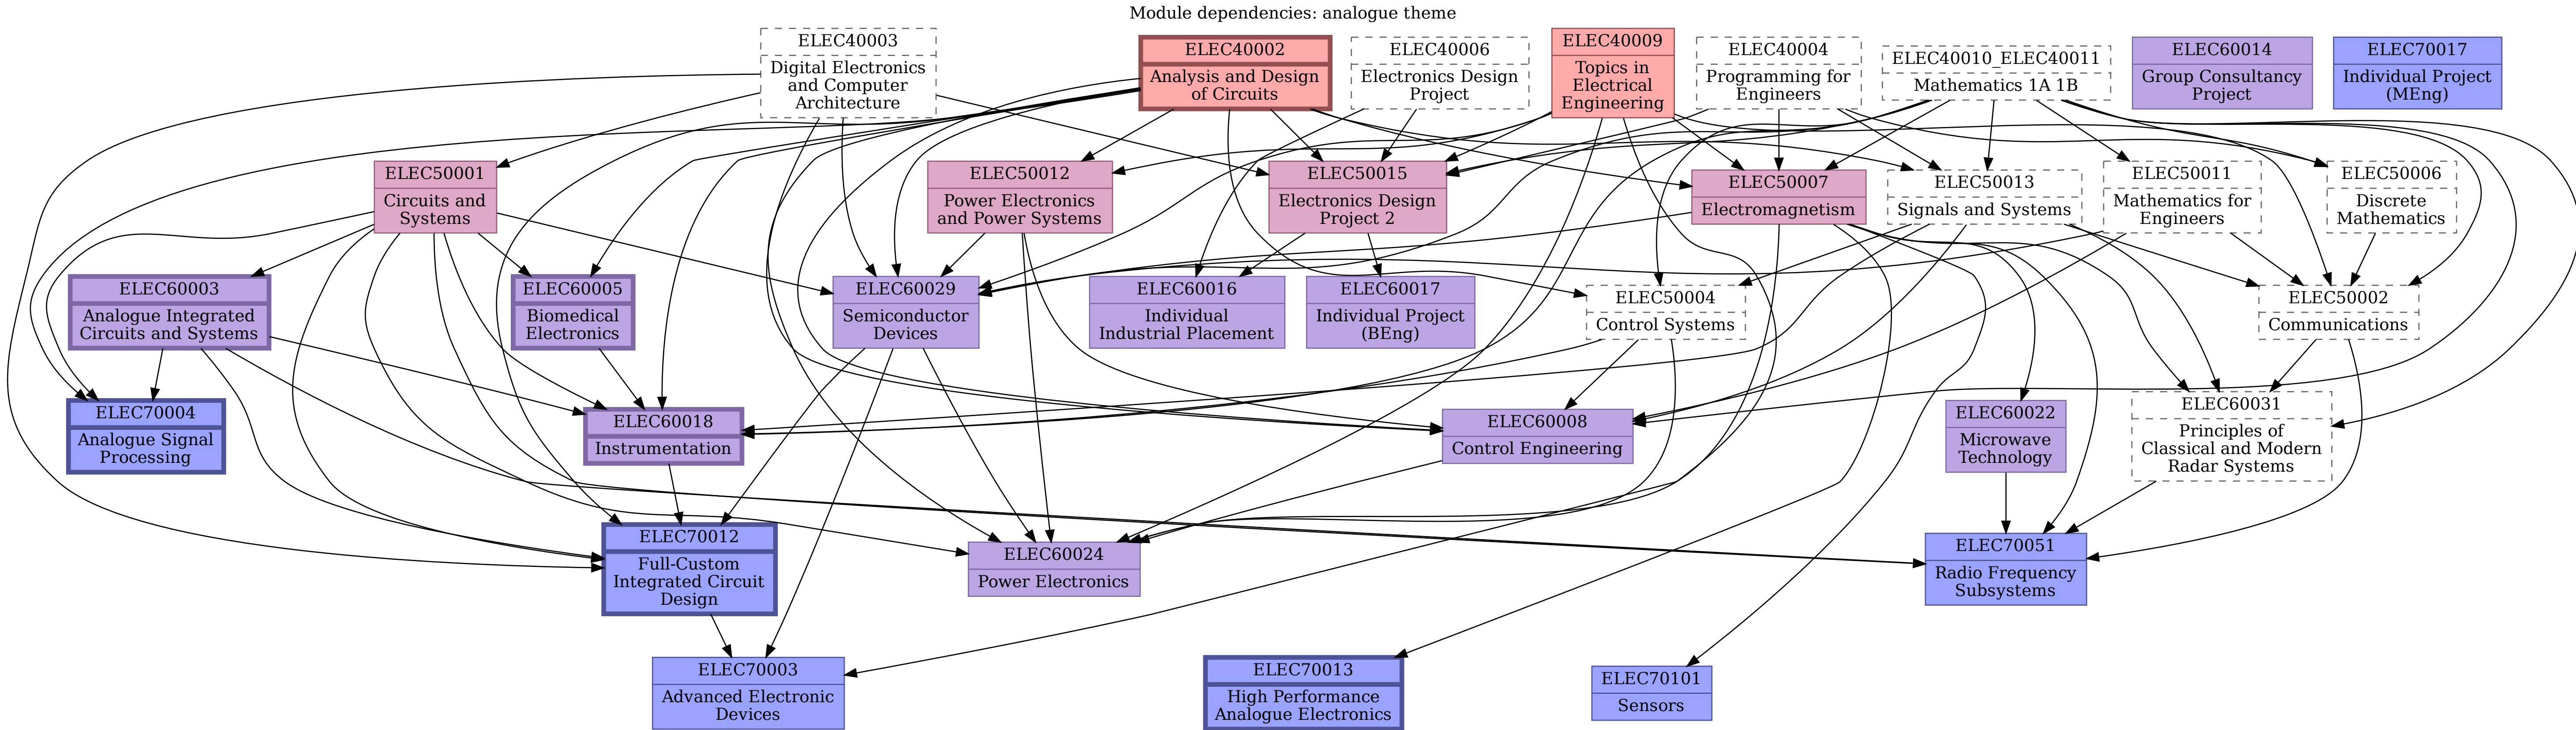 Module dependencies: analogue theme
ELEC40003
Digital Electronics
and Computer
Architecture
ELEC40002
Analysis and Design
of Circuits
ELEC40006
Electronics Design
Project
ELEC40009
Topics in
Electrical
Engineering
ELEC40004
Programming for
Engineers
ELEC40010_ELEC40011
Mathematics 1A 1B
ELEC60014
Group Consultancy
Project
ELEC70017
Individual Project
(MEng)
ELEC50001
Circuits and
Systems
ELEC50012
Power Electronics
and Power Systems
ELEC50015
Electronics Design
Project 2
ELEC50007
Electromagnetism
ELEC50013
Signals and Systems
ELEC50011
Mathematics for
Engineers
ELEC50006
Discrete
Mathematics
ELEC60003
Analogue Integrated
Circuits and Systems
ELEC60005
Biomedical
Electronics
ELEC60029
Semiconductor
Devices
ELEC60016
Individual
Industrial Placement
ELEC60017
Individual Project
(BEng)
ELEC50004
Control Systems
ELEC50002
Communications
ELEC70004
Analogue Signal
Processing
ELEC60018
Instrumentation
ELEC60008
Control Engineering
ELEC60022
Microwave
Technology
ELEC60031
Principles of
Classical and Modern
Radar Systems
ELEC70012
Full-Custom
Integrated Circuit
Design
ELEC60024
Power Electronics
ELEC70051
Radio Frequency
Subsystems
ELEC70003
Advanced Electronic
Devices
ELEC70013
High Performance
Analogue Electronics
ELEC70101
Sensors